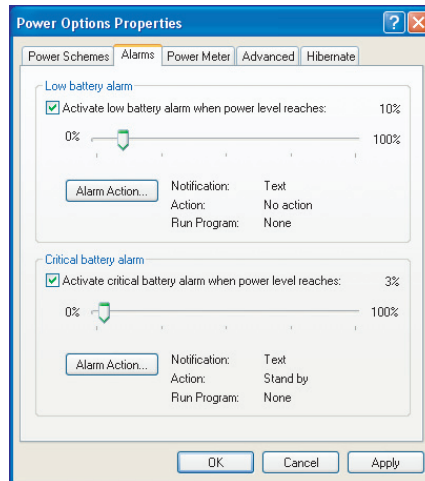 Power Options Properties
Power Schemes Alarms Power Meter Advanced Hibernate
Low battery alarm
Activate low battery alarm when power level reaches: 10%
0% 100%
Alarm Action... Notification: Text
Action: No action
Run Program: None
Critical battery alarm
Activate critical battery alarm when power level reaches: 3%
0% 100%
Alarm Action... Notification: Text
Action: Stand by
Run Program: None
OK Cancel Apply